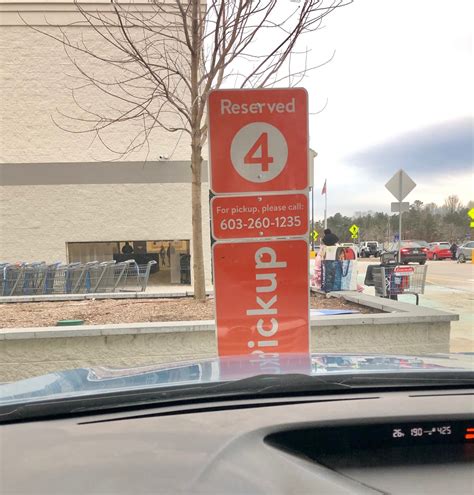 Reserved
4
For pickup, please call:
603-260-1235
Pickup